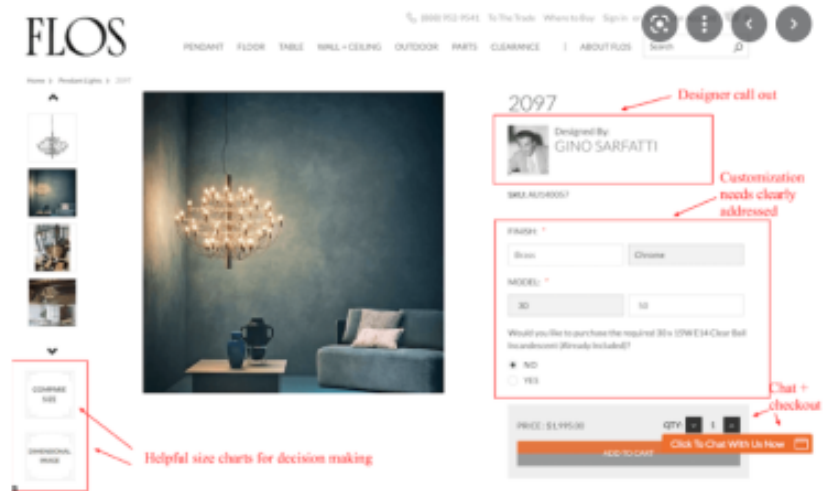 FLOS
(888) 952-9541 To The Trade Where to Buy Sign in
PENDANT FLOOR TABLE WALL + CEILING OUTDOOR PARTS CLEARANCE | ABOUT FLOS Search
Home > Pendant Lights > 2097
2097
Designer call out
Designed By:
GINO SARFATTI
Customization
needs clearly
addressed
FINISH: *
Brass Chrome
MODEL: *
30 50
Would you like to purchase the required 30 x 15W E14 Clear Ball
Incandescent (Already Included)?
NO
YES
COMPARE
SIZE
DIMENSIONAL
IMAGE
Helpful size charts for decision making
Chat +
checkout
PRICE: $1,995.00 QTY: 1
Click To Chat With Us Now
ADD TO CART